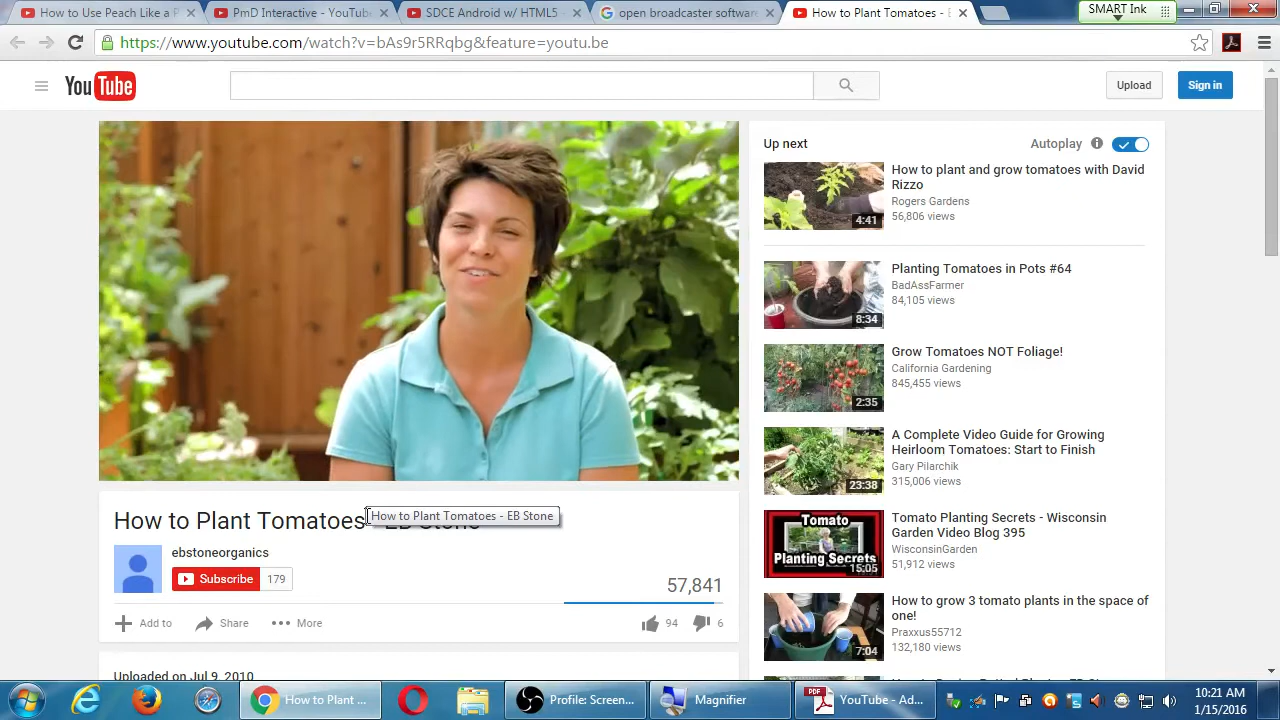 How to Use Peach Like a P
PmD Interactive - YouTub
SDCE Android w/ HTML5
open broadcaster software
How to Plant Tomatoes - E
SMART Ink
https://www.youtube.com/watch?v=bAs9r5RRqbg&feature=youtu.be
YouTube
Upload
Sign in
Up next
Autoplay
How to plant and grow tomatoes with David
Rizzo
Rogers Gardens
56,806 views
4:41
Planting Tomatoes in Pots #64
BadAssFarmer
84,105 views
8:34
Grow Tomatoes NOT Foliage!
California Gardening
845,455 views
2:35
A Complete Video Guide for Growing
Heirloom Tomatoes: Start to Finish
Gary Pilarchik
315,006 views
23:38
Tomato
Planting Secrets
15:05
Tomato Planting Secrets - Wisconsin
Garden Video Blog 395
WisconsinGarden
51,912 views
How to grow 3 tomato plants in the space of
one!
Praxxus55712
132,180 views
7:04
How to Plant Tomatoes - EB Stone
How to Plant Tomatoes - EB Stone
ebstoneorganics
Subscribe 179
57,841
Add to Share More
94 6
Uploaded on Jul 9, 2010
How to Plant ...
Profile: Screen...
Magnifier
PDF
YouTube - Ad...
10:21 AM
1/15/2016